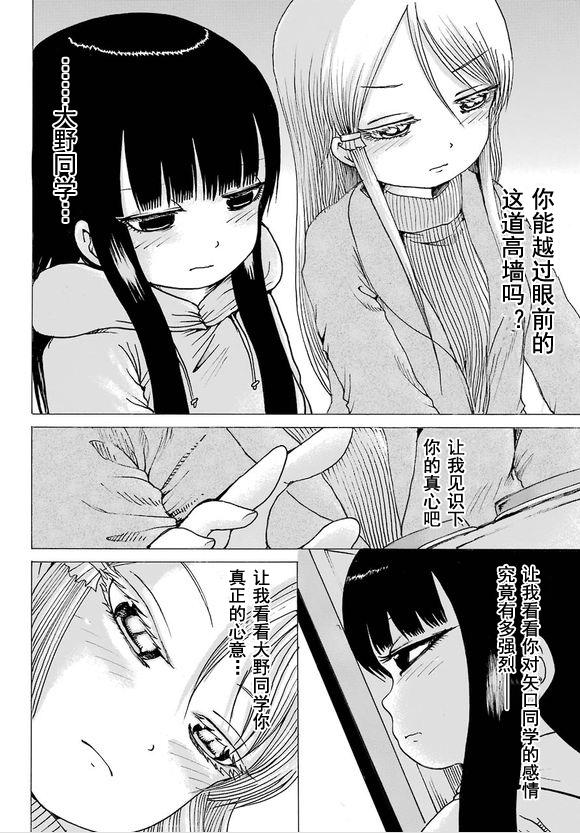 你能越过眼前的
这道高墙吗？
……大野同学…
让我见识下
你的真心吧
让我看看你对矢口同学的感情
究竟有多强烈——
让我看看大野同学你
真正的心意…